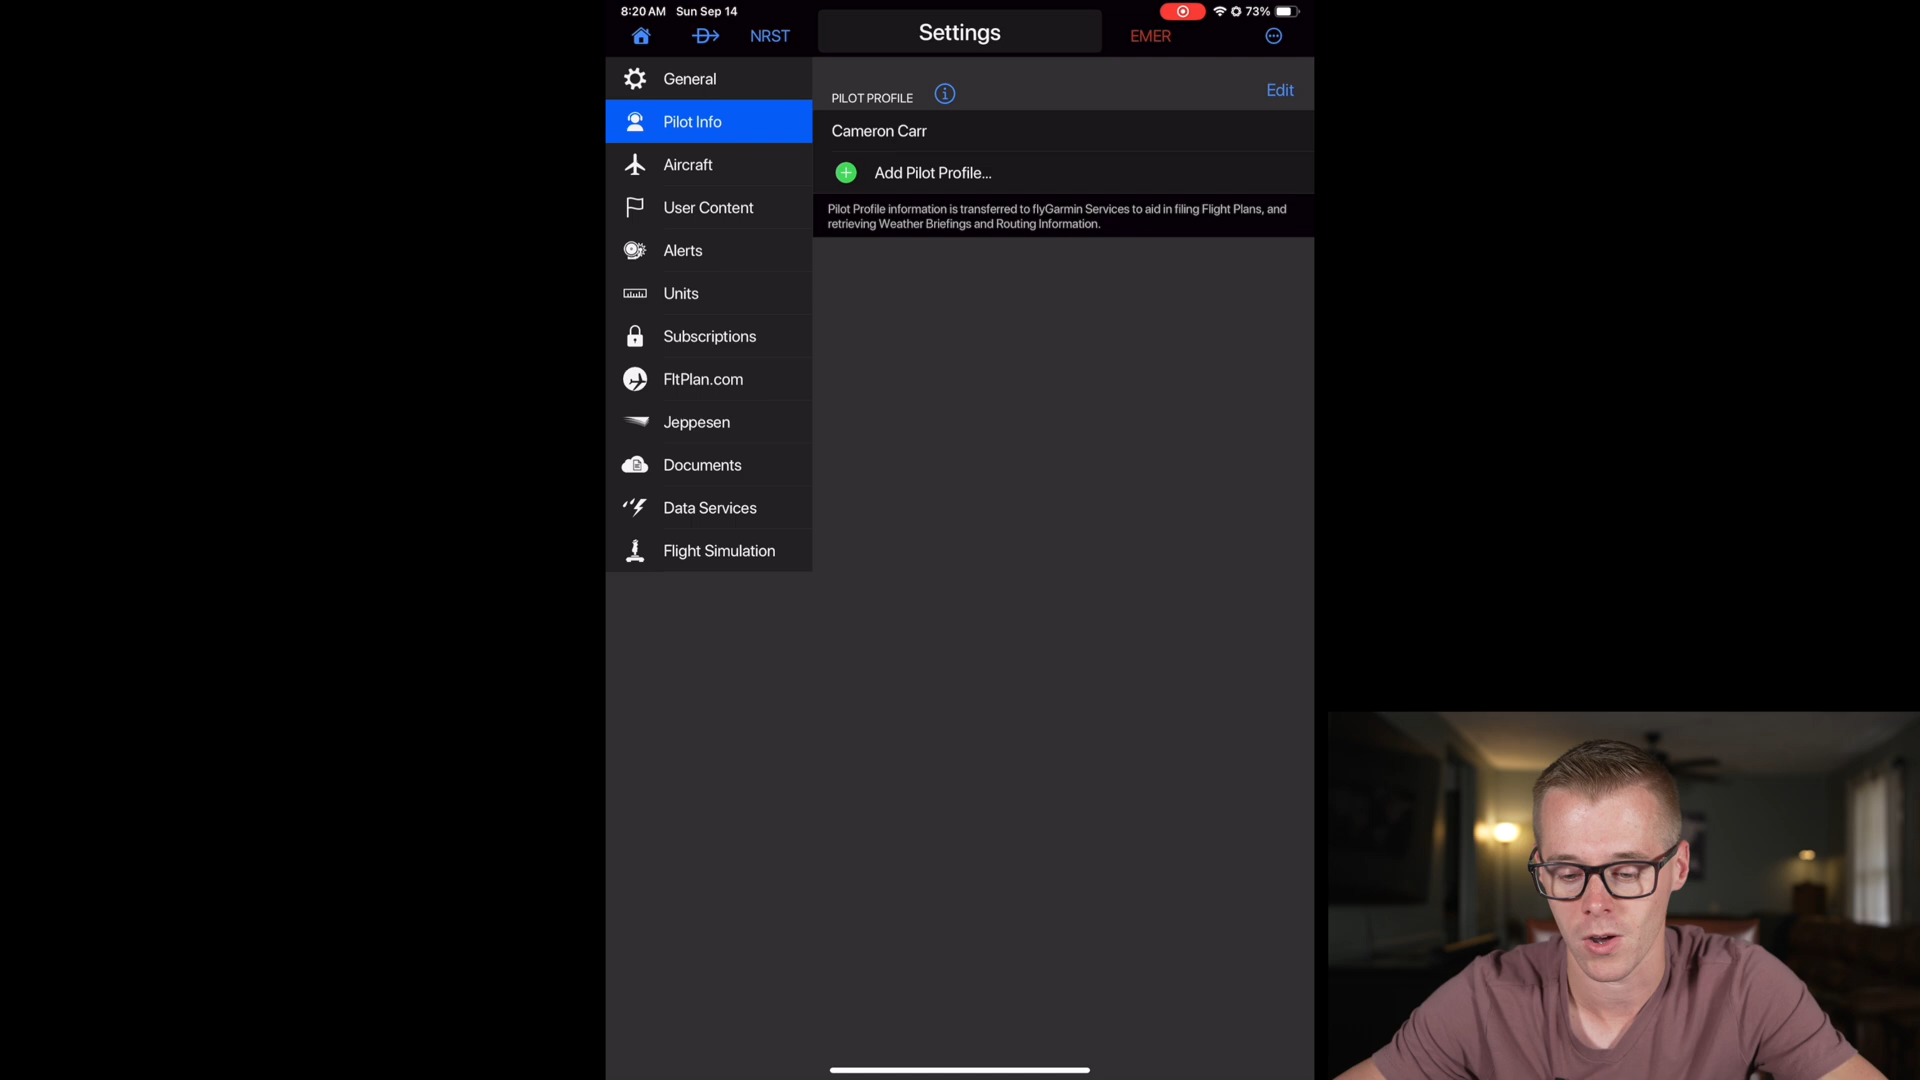 8:20 AM Sun Sep 14
73%
NRST
Settings
EMER
General
Pilot Info
Aircraft
User Content
Alerts
Units
Subscriptions
FltPlan.com
Jeppesen
Documents
Data Services
Flight Simulation
PILOT PROFILE
Edit
Cameron Carr
Add Pilot Profile...
Pilot Profile information is transferred to flyGarmin Services to aid in filing Flight Plans, and
retrieving Weather Briefings and Routing Information.